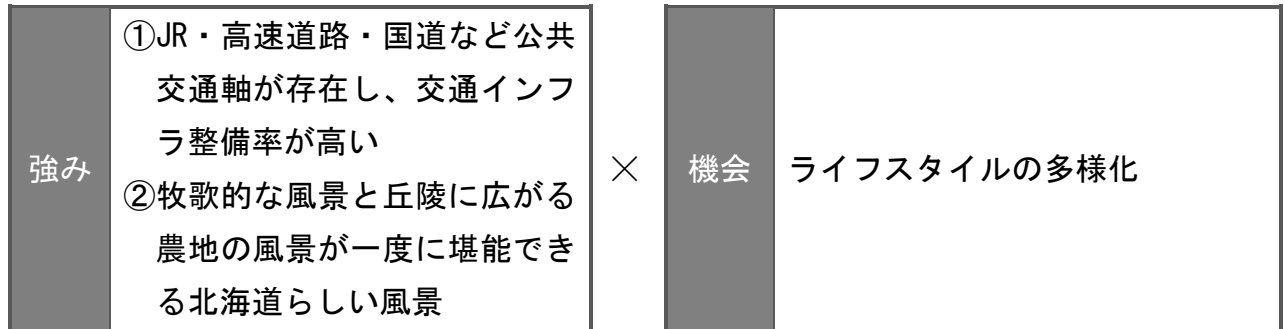 強み
①JR・高速道路・国道など公共
交通軸が存在し、交通インフ
ラ整備率が高い
②牧歌的な風景と丘陵に広がる
農地の風景が一度に堪能でき
る北海道らしい風景
×
機会
ライフスタイルの多様化